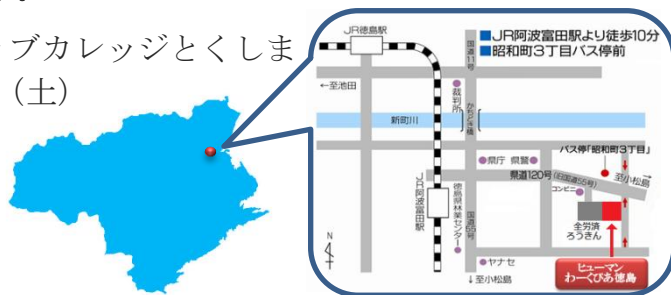 ブカレッジとくしま
（土）
■JR阿波富田駅より徒歩10分
■昭和町3丁目バス停前
JR徳島駅
国道11号
←至池田
裁判所
かちどき橋
新町川
県庁 県警
バス停「昭和町3丁目」
県道120号(旧国道55号)
至小松島→
コンビニ
JR阿波富田駅
徳島県林業センター
国道55号
全労済
ろうきん
N
ヤナセ
↓至小松島
ヒューマン
わーくぴあ徳島